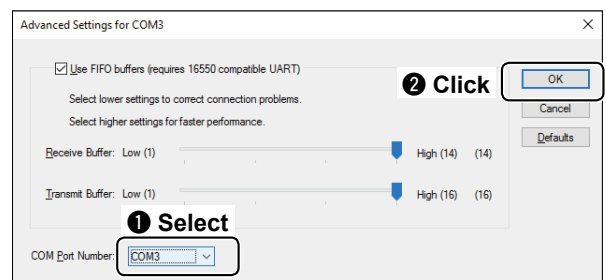 Advanced Settings for COM3
Use FIFO buffers (requires 16550 compatible UART)
Select lower settings to correct connection problems.
Select higher settings for faster performance.
Receive Buffer: Low (1) High (14) (14)
Transmit Buffer: Low (1) High (16) (16)
❶ Select
COM Port Number: COM3
❷ Click
OK
Cancel
Defaults